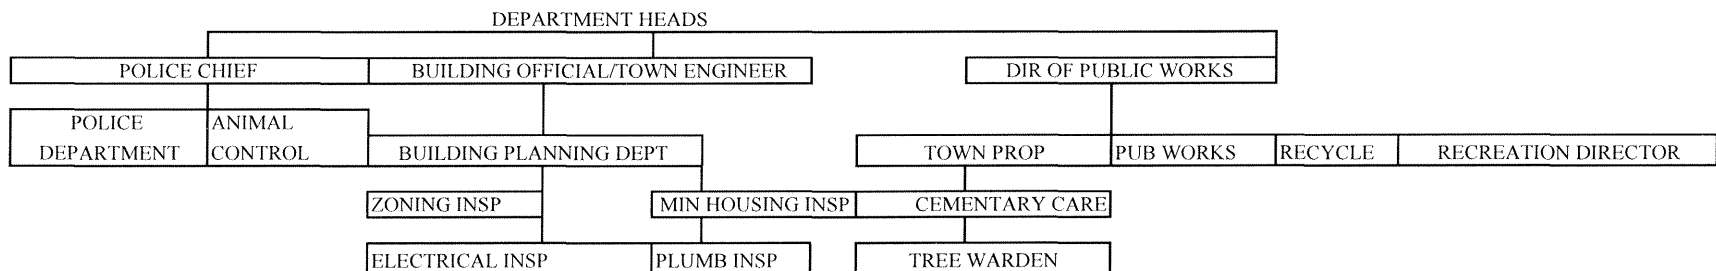 DEPARTMENT HEADS
POLICE CHIEF BUILDING OFFICIAL/TOWN ENGINEER DIR OF PUBLIC WORKS
POLICE ANIMAL
DEPARTMENT CONTROL BUILDING PLANNING DEPT TOWN PROP PUB WORKS RECYCLE RECREATION DIRECTOR
ZONING INSP MIN HOUSING INSP CEMENTARY CARE
ELECTRICAL INSP PLUMB INSP TREE WARDEN